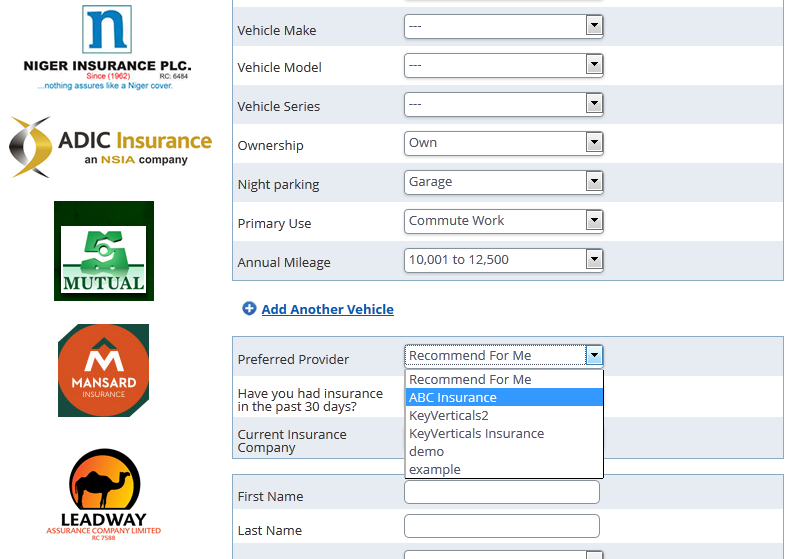 n
NIGER INSURANCE PLC.
Since (1962) RC: 6484
...nothing assures like a Niger cover.
ADIC Insurance
an NSIA company
MUTUAL
M
MANSARD
INSURANCE
LEADWAY
ASSURANCE COMPANY LIMITED
RC 7588
Vehicle Make ---
Vehicle Model ---
Vehicle Series ---
Ownership Own
Night parking Garage
Primary Use Commute Work
Annual Mileage 10,001 to 12,500
Add Another Vehicle
Preferred Provider Recommend For Me
Recommend For Me
ABC Insurance
KeyVerticals2
KeyVerticals Insurance
demo
example
Have you had insurance
in the past 30 days?
Current Insurance
Company
First Name
Last Name